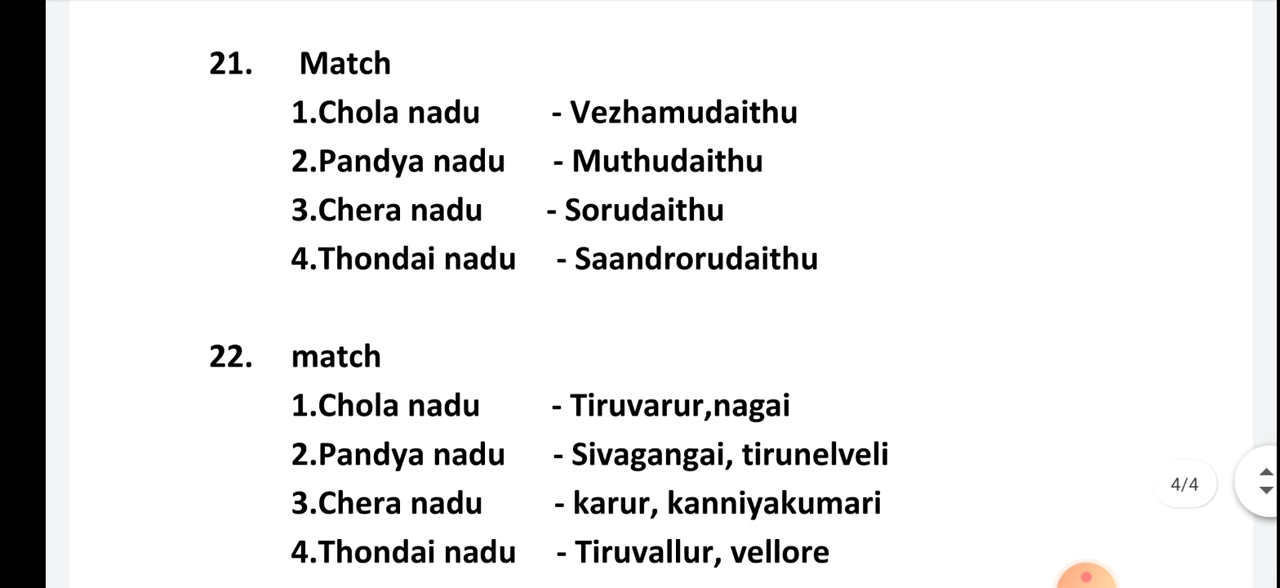 21. Match
1.Chola nadu - Vezhamudaithu
2.Pandya nadu - Muthudaithu
3.Chera nadu - Sorudaithu
4.Thondai nadu - Saandrorudaithu
22. match
1.Chola nadu - Tiruvarur,nagai
2.Pandya nadu - Sivagangai, tirunelveli
3.Chera nadu - karur, kanniyakumari
4.Thondai nadu - Tiruvallur, vellore
4/4